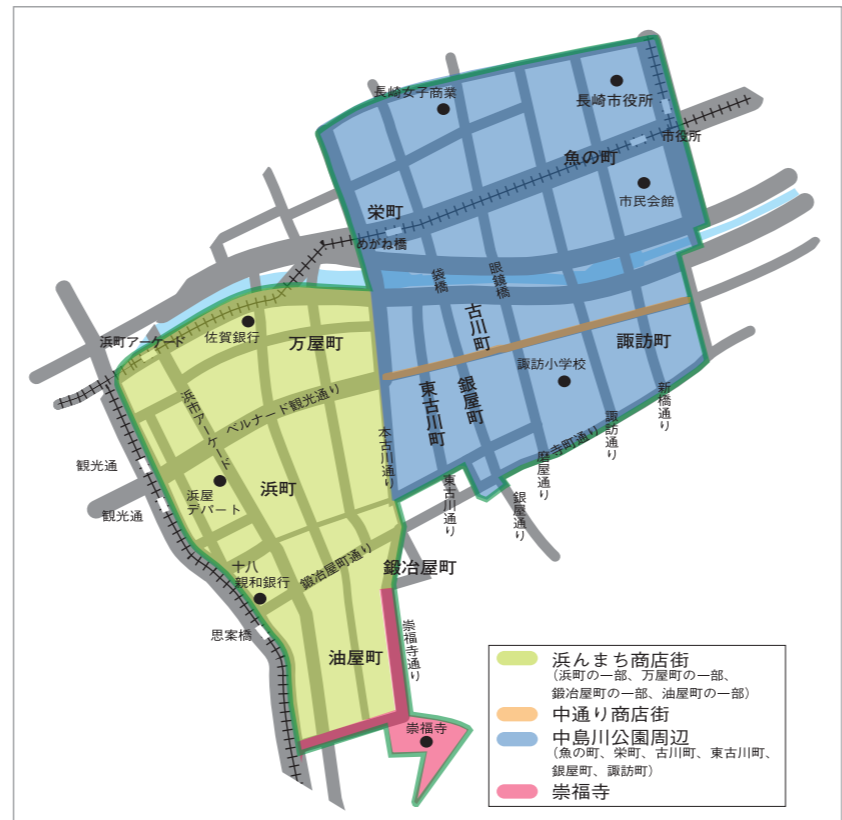 長崎女子商業
長崎市役所
市役所
魚の町
市民会館
栄町
めがね橋
袋橋
眼鏡橋
古川町
諏訪町
浜町アーケード
佐賀銀行
万屋町
諏訪小学校
浜市アーケード
ベルナード観光通り
東古川町
銀屋町
新橋通り
諏訪通り
寺町通り
磨屋通り
本古川通り
観光通
浜屋
デパート
浜町
東古川通り
銀屋通り
観光通
十八
親和銀行
鍛冶屋町通り
鍛冶屋町
思案橋
油屋町
崇福寺通り
崇福寺
浜んまち商店街
(浜町の一部、万屋町の一部、
鍛冶屋町の一部、油屋町の一部)
中通り商店街
中島川公園周辺
(魚の町、栄町、古川町、東古川町、
銀屋町、諏訪町)
崇福寺